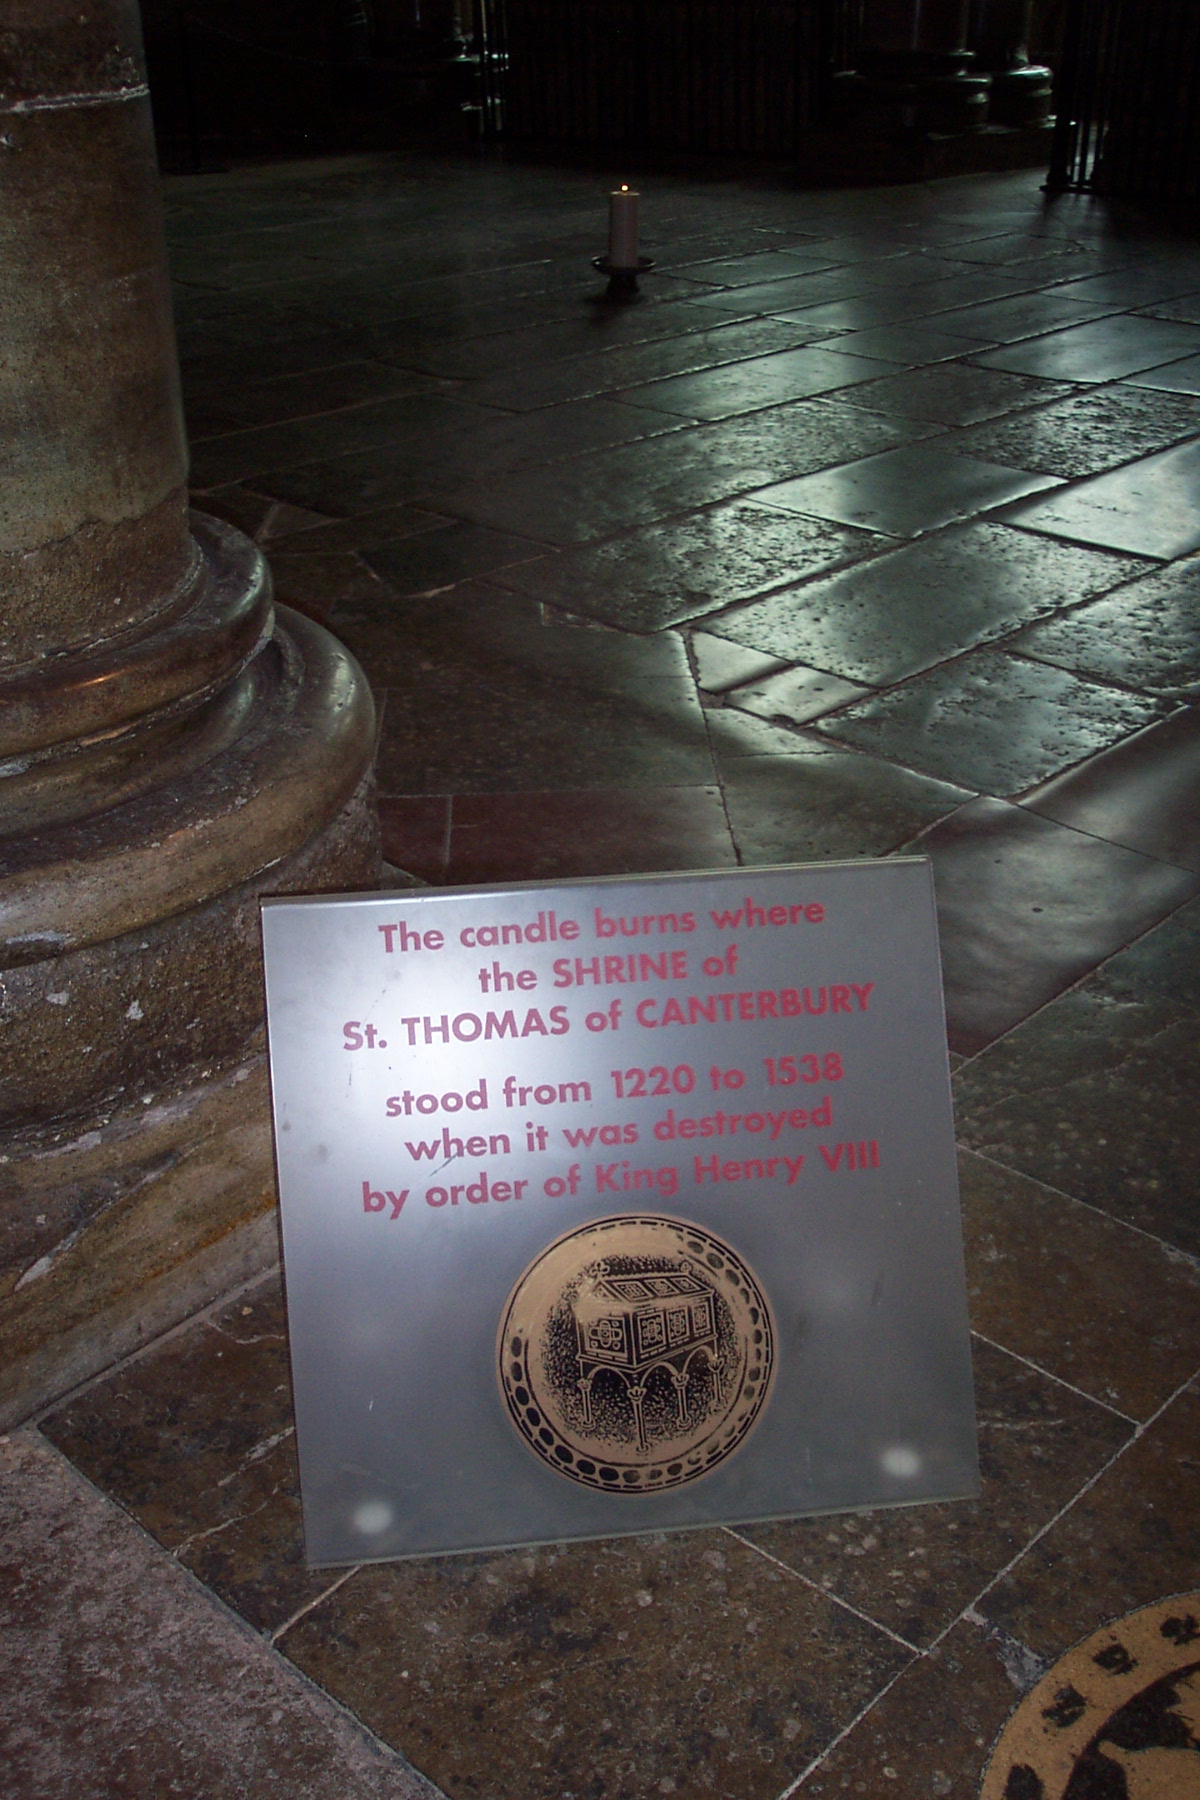 The candle burns where
the SHRINE of
St. THOMAS of CANTERBURY
stood from 1220 to 1538
when it was destroyed
by order of King Henry VIII